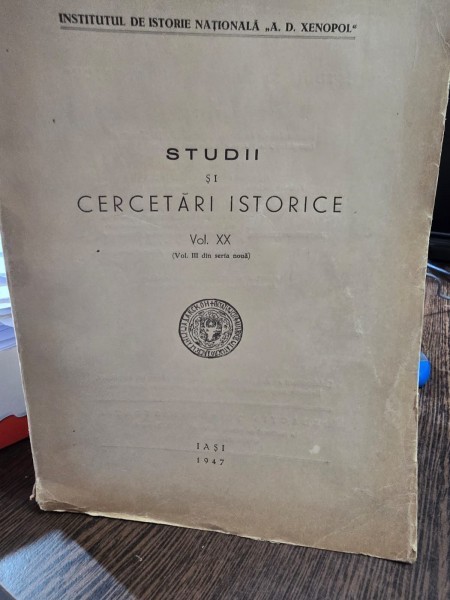 INSTITUTUL DE ISTORIE NAȚIONALĂ „A. D. XENOPOL“
STUDII
ȘI
CERCETĂRI ISTORICE
Vol. XX
(Vol. III din seria nouă)
IAȘI
1947